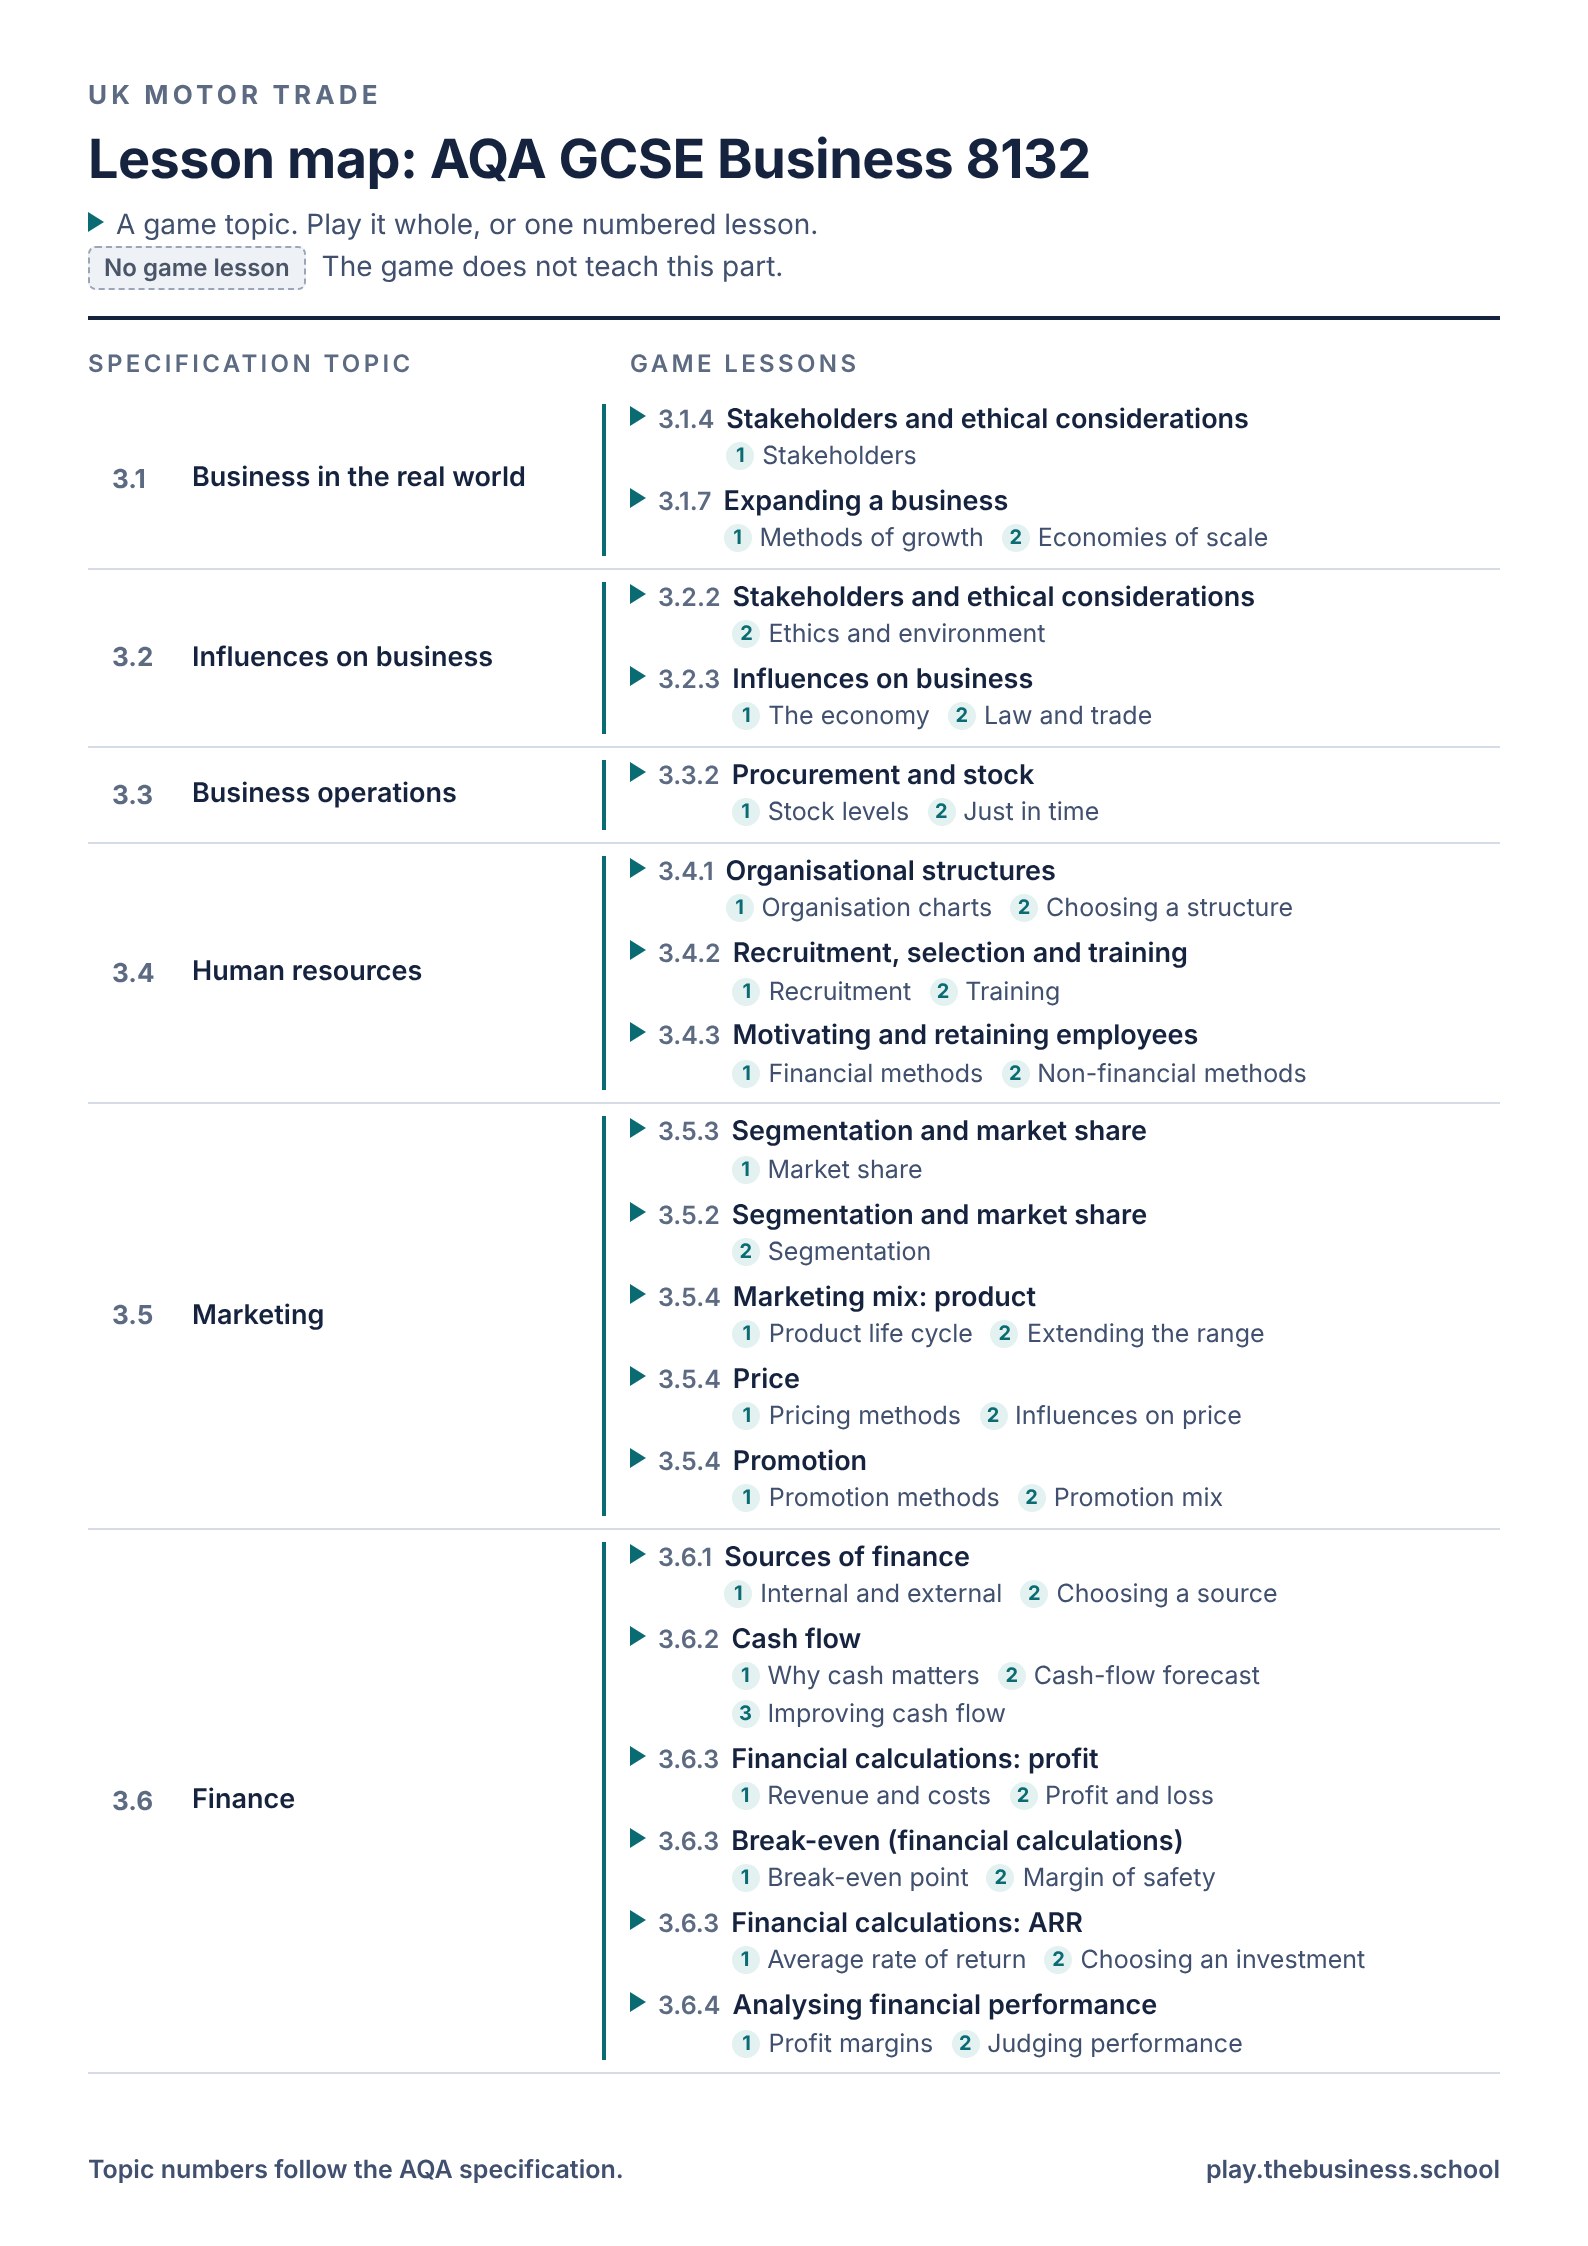 UK MOTOR TRADE
Lesson map: AQA GCSE Business 8132
A game topic. Play it whole, or one numbered lesson.
No game lesson The game does not teach this part.
SPECIFICATION TOPIC GAME LESSONS
3.1 Business in the real world
3.1.4 Stakeholders and ethical considerations
1 Stakeholders
3.1.7 Expanding a business
1 Methods of growth 2 Economies of scale
3.2 Influences on business
3.2.2 Stakeholders and ethical considerations
2 Ethics and environment
3.2.3 Influences on business
1 The economy 2 Law and trade
3.3 Business operations
3.3.2 Procurement and stock
1 Stock levels 2 Just in time
3.4 Human resources
3.4.1 Organisational structures
1 Organisation charts 2 Choosing a structure
3.4.2 Recruitment, selection and training
1 Recruitment 2 Training
3.4.3 Motivating and retaining employees
1 Financial methods 2 Non-financial methods
3.5 Marketing
3.5.3 Segmentation and market share
1 Market share
3.5.2 Segmentation and market share
2 Segmentation
3.5.4 Marketing mix: product
1 Product life cycle 2 Extending the range
3.5.4 Price
1 Pricing methods 2 Influences on price
3.5.4 Promotion
1 Promotion methods 2 Promotion mix
3.6 Finance
3.6.1 Sources of finance
1 Internal and external 2 Choosing a source
3.6.2 Cash flow
1 Why cash matters 2 Cash-flow forecast
3 Improving cash flow
3.6.3 Financial calculations: profit
1 Revenue and costs 2 Profit and loss
3.6.3 Break-even (financial calculations)
1 Break-even point 2 Margin of safety
3.6.3 Financial calculations: ARR
1 Average rate of return 2 Choosing an investment
3.6.4 Analysing financial performance
1 Profit margins 2 Judging performance
Topic numbers follow the AQA specification. play.thebusiness.school